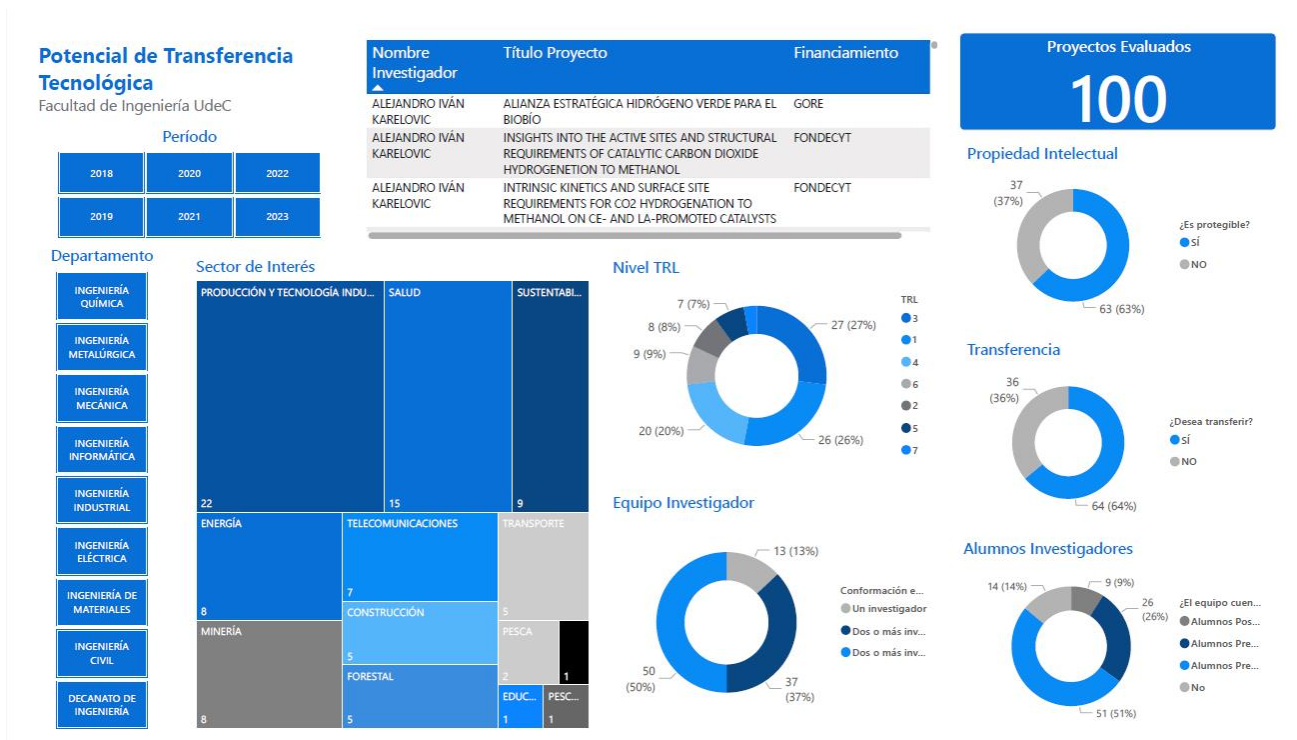 Potencial de Transferencia
Tecnológica
Facultad de Ingeniería UdeC
Período
2018
2020
2022
2019
2021
2023
Nombre
Investigador
Título Proyecto
Financiamiento
ALEJANDRO IVÁN
KARELOVIC
ALIANZA ESTRATÉGICA HIDRÓGENO VERDE PARA EL
BIOBÍO
GORE
ALEJANDRO IVÁN
KARELOVIC
INSIGHTS INTO THE ACTIVE SITES AND STRUCTURAL
REQUIREMENTS OF CATALYTIC CARBON DIOXIDE
HYDROGENETION TO METHANOL
FONDECYT
ALEJANDRO IVÁN
KARELOVIC
INTRINSIC KINETICS AND SURFACE SITE
REQUIREMENTS FOR CO2 HYDROGENATION TO
METHANOL ON CE- AND LA-PROMOTED CATALYSTS
FONDECYT
Proyectos Evaluados
100
Departamento
INGENIERÍA
QUÍMICA
INGENIERÍA
METALÚRGICA
INGENIERÍA
MECÁNICA
INGENIERÍA
INFORMÁTICA
INGENIERÍA
INDUSTRIAL
INGENIERÍA
ELÉCTRICA
INGENIERÍA DE
MATERIALES
INGENIERÍA
CIVIL
DECANATO DE
INGENIERÍA
Sector de Interés
PRODUCCIÓN Y TECNOLOGÍA INDU...
22
SALUD
15
SUSTENTABI...
9
ENERGÍA
8
TELECOMUNICACIONES
7
TRANSPORTE
5
MINERÍA
8
CONSTRUCCIÓN
5
PESCA
2
1
FORESTAL
5
EDUC...
1
PESC...
1
Nivel TRL
7 (7%)
8 (8%)
9 (9%)
20 (20%)
27 (27%)
26 (26%)
TRL
3
1
4
6
2
5
7
Equipo Investigador
13 (13%)
50
(50%)
37
(37%)
Conformación e...
Un investigador
Dos o más inv...
Dos o más inv...
Propiedad Intelectual
37
(37%)
63 (63%)
¿Es protegible?
SÍ
NO
Transferencia
36
(36%)
64 (64%)
¿Desea transferir?
SÍ
NO
Alumnos Investigadores
14 (14%)
9 (9%)
26
(26%)
51 (51%)
¿El equipo cuen...
Alumnos Pos...
Alumnos Pre...
Alumnos Pre...
No